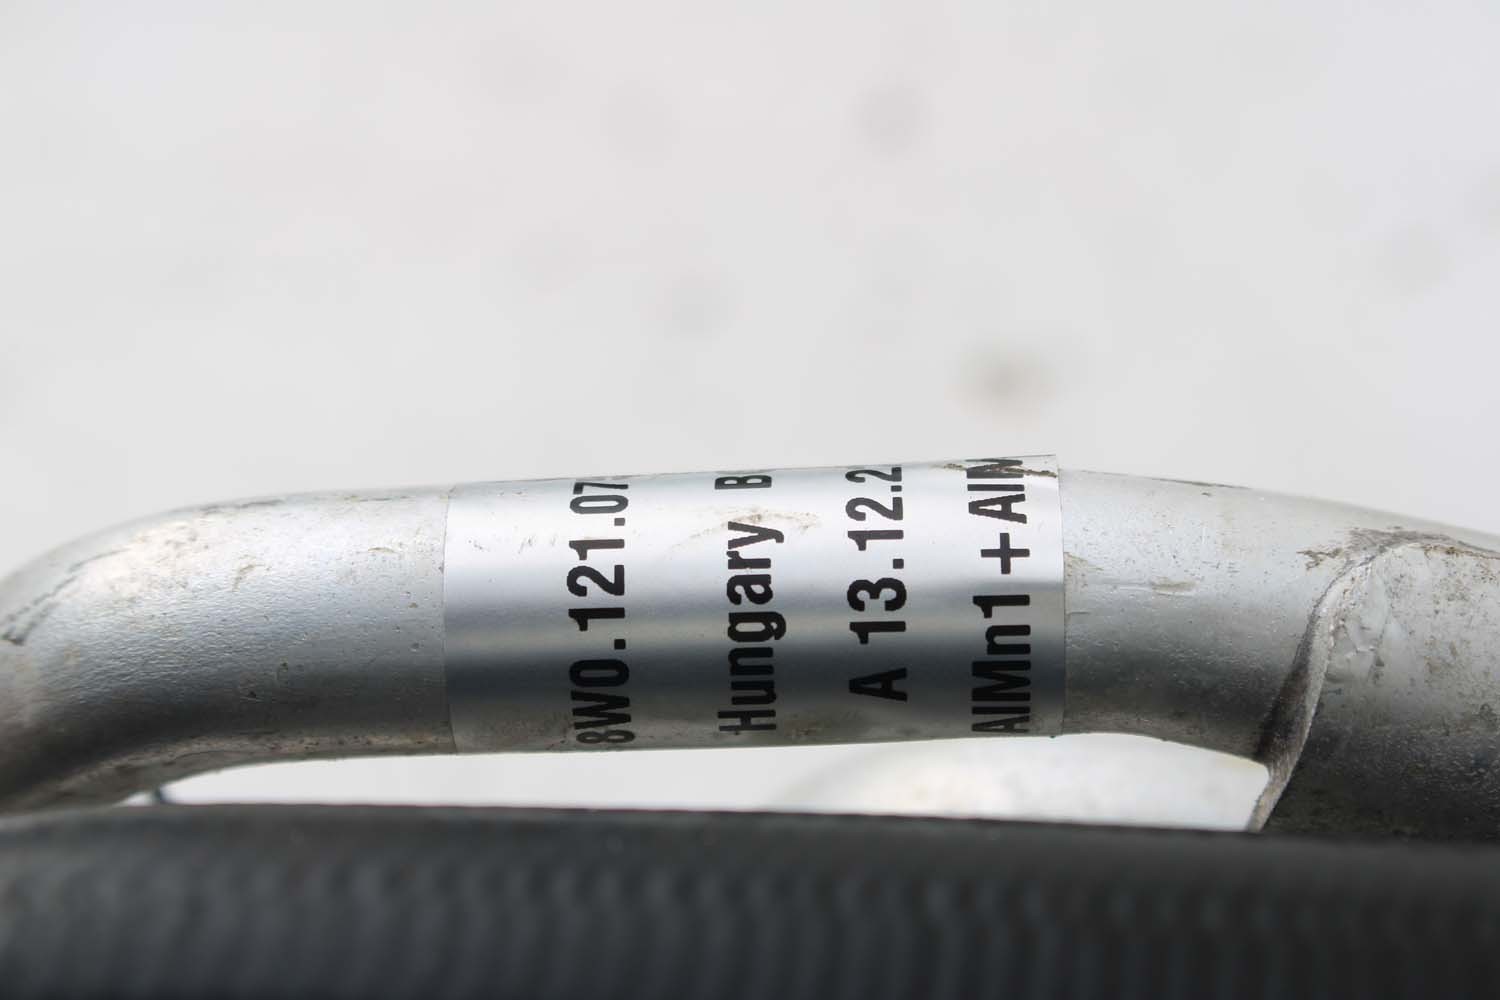 8W0.121.07
Hungary B
A 13.12.2
AlMn1+AlM